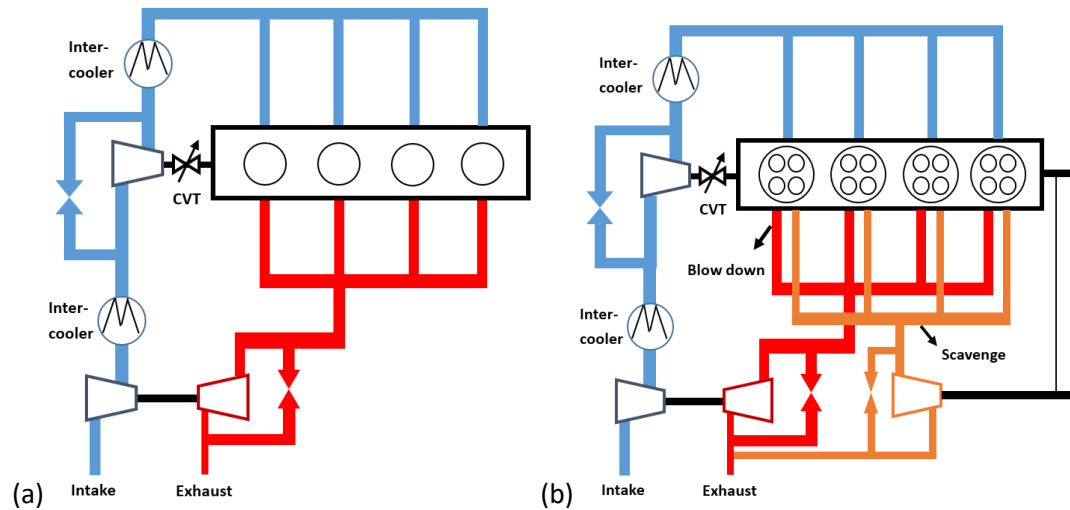 Inter-
cooler
CVT
Inter-
cooler
Intake
Exhaust
(a)
Inter-
cooler
CVT
Blow down
Inter-
cooler
Scavenge
Intake
Exhaust
(b)